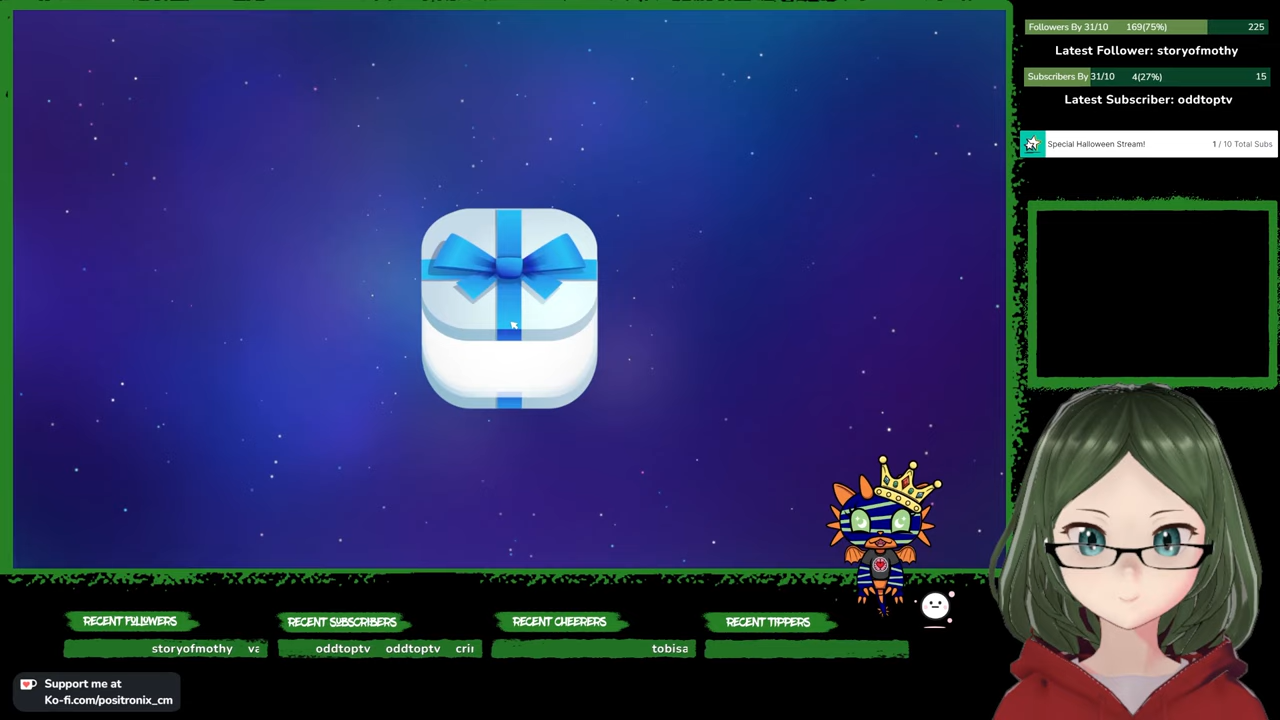 Followers By 31/10 169(75%) 225
Latest Follower: storyofmothy
Subscribers By 31/10 4(27%) 15
Latest Subscriber: oddtoptv
Special Halloween Stream! 1 / 10 Total Subs
RECENT FOLLOWERS
RECENT SUBSCRIBERS
RECENT CHEERERS
RECENT TIPPERS
storyofmothy
oddtoptv oddtoptv
tobisa
Support me at
Ko-fi.com/positronix_cm